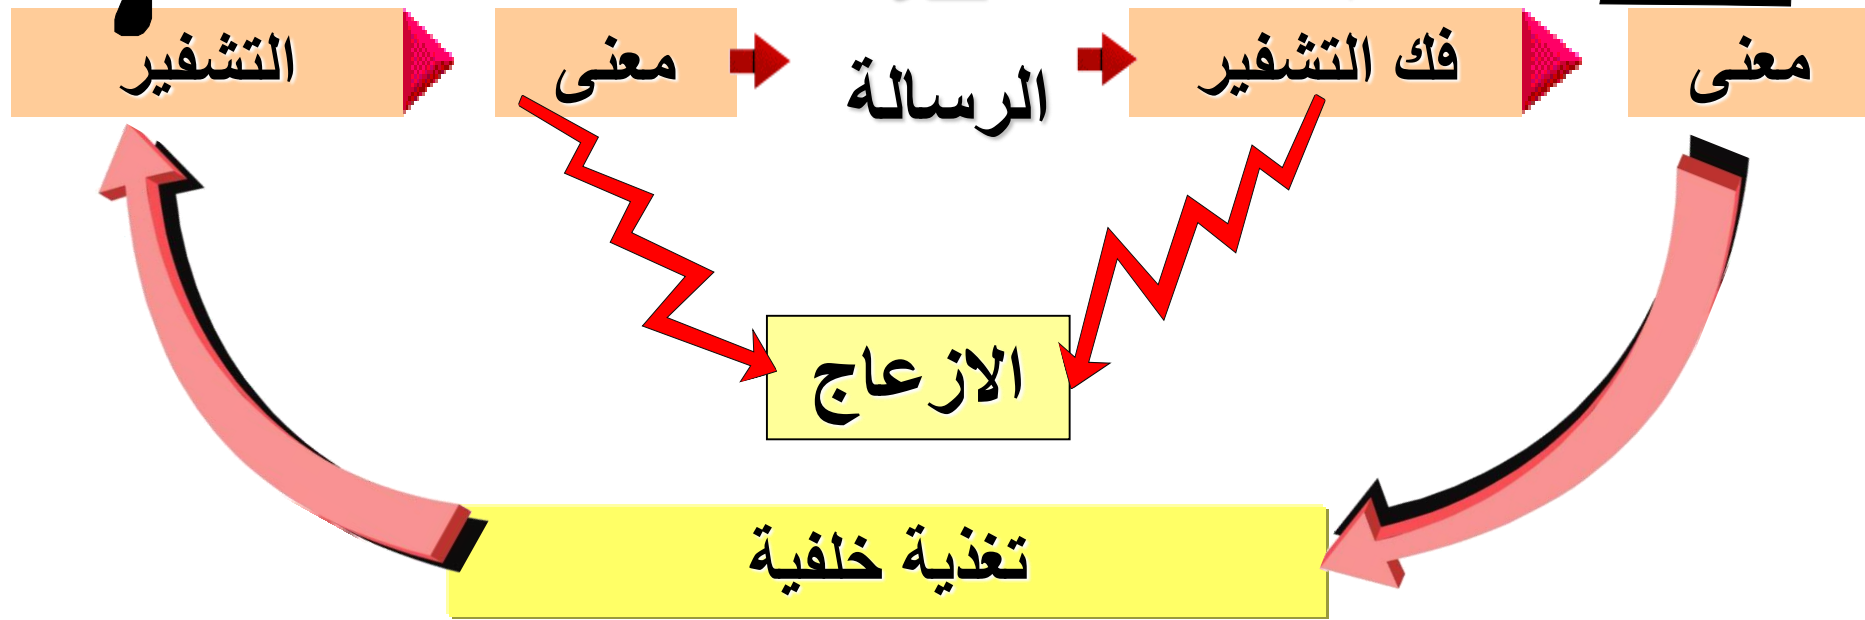 التشفير
معنى
الرسالة
فك التشفير
معنى
الازعاج
تغذية خلفية